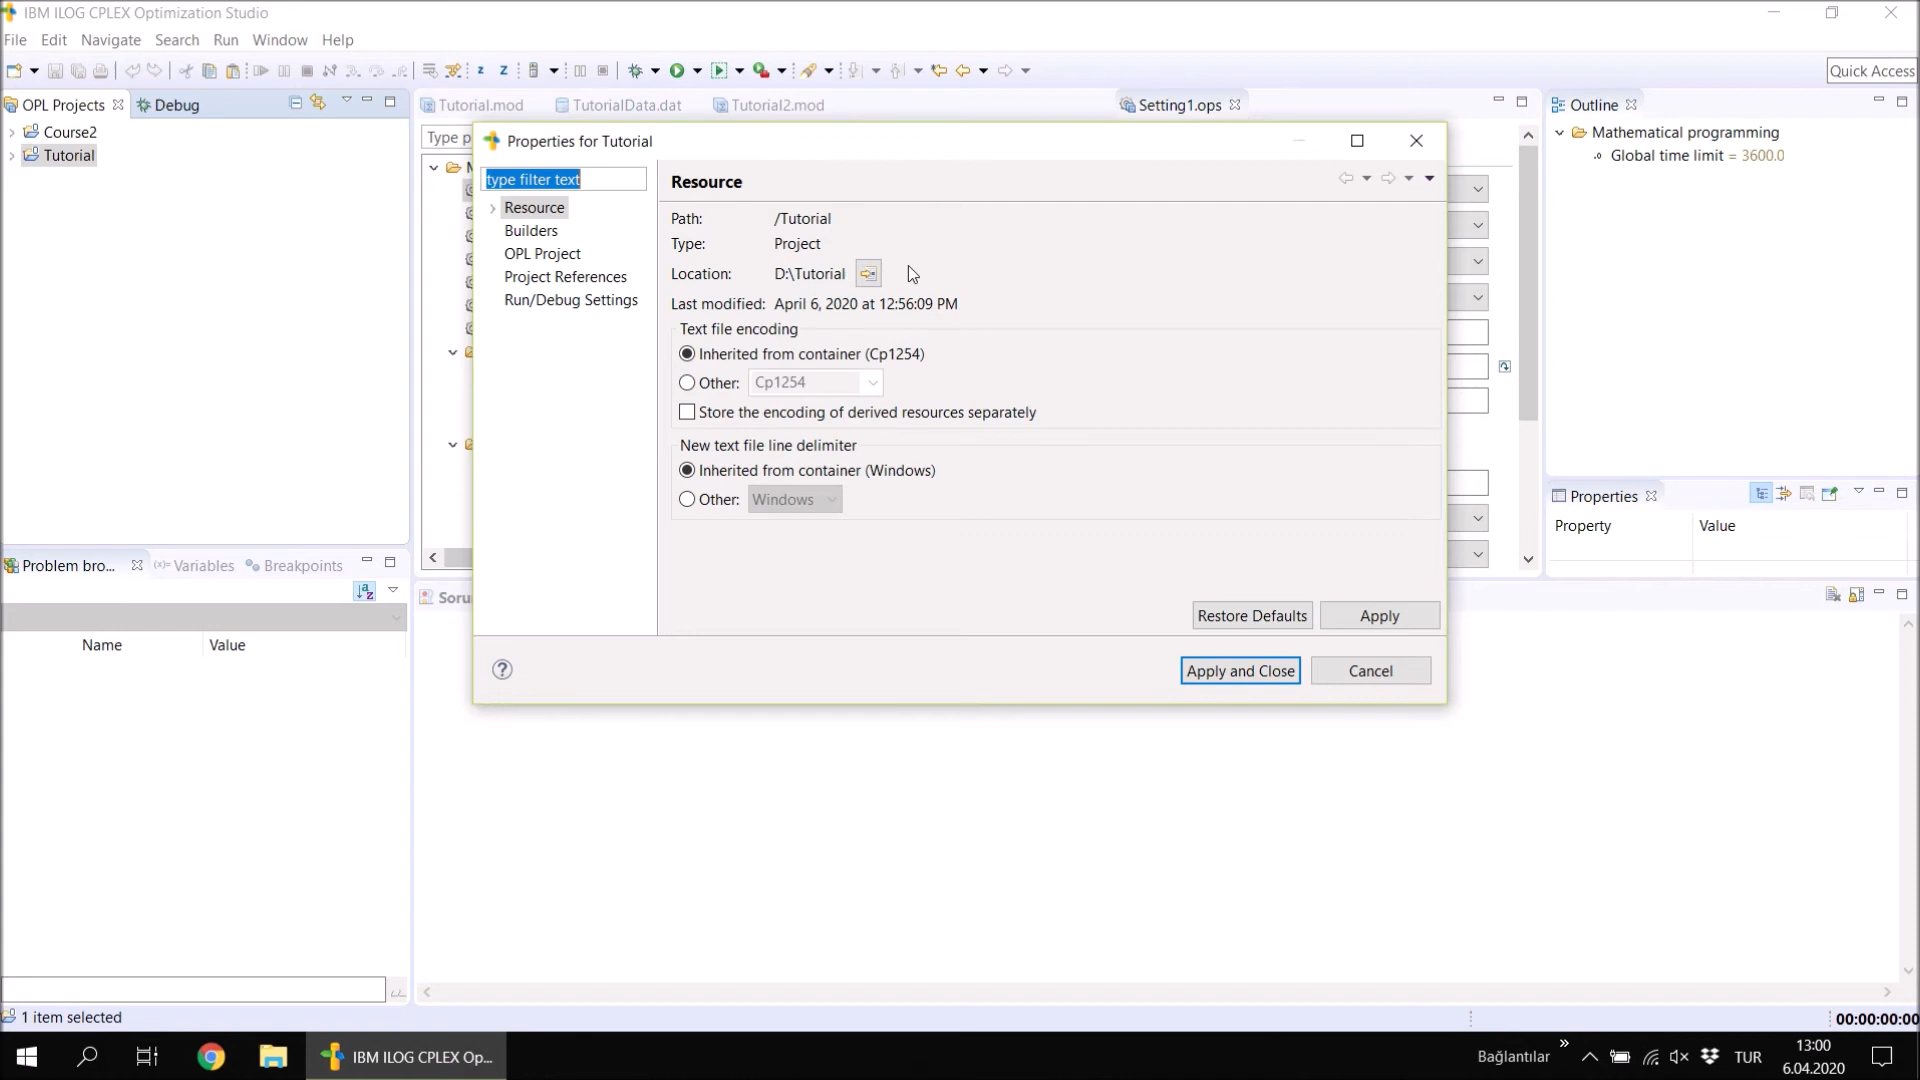 IBM ILOG CPLEX Optimization Studio
File Edit Navigate Search Run Window Help
Quick Access
OPL Projects
Debug
Course2
Tutorial
Tutorial.mod
TutorialData.dat
Tutorial2.mod
Setting1.ops
Properties for Tutorial
type filter text
Resource
Builders
OPL Project
Project References
Run/Debug Settings
Resource
Path: /Tutorial
Type: Project
Location: D:\Tutorial
Last modified: April 6, 2020 at 12:56:09 PM
Text file encoding
Inherited from container (Cp1254)
Other: Cp1254
Store the encoding of derived resources separately
New text file line delimiter
Inherited from container (Windows)
Other: Windows
Restore Defaults
Apply
Apply and Close
Cancel
Outline
Mathematical programming
Global time limit = 3600.0
Properties
Property Value
Problem bro...
Variables
Breakpoints
Name Value
1 item selected
00:00:00:00
IBM ILOG CPLEX Op...
Bağlantılar
TUR
13:00
6.04.2020